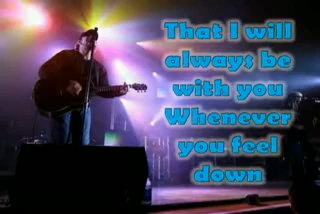 That I will
always be
with you
Whenever
you feel
down